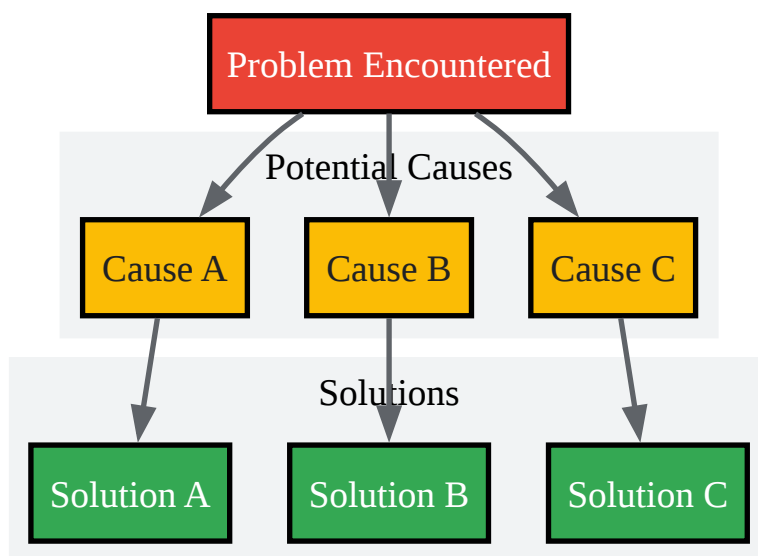 Problem Encountered
Potential Causes
Cause A
Cause B
Cause C
Solutions
Solution A
Solution B
Solution C